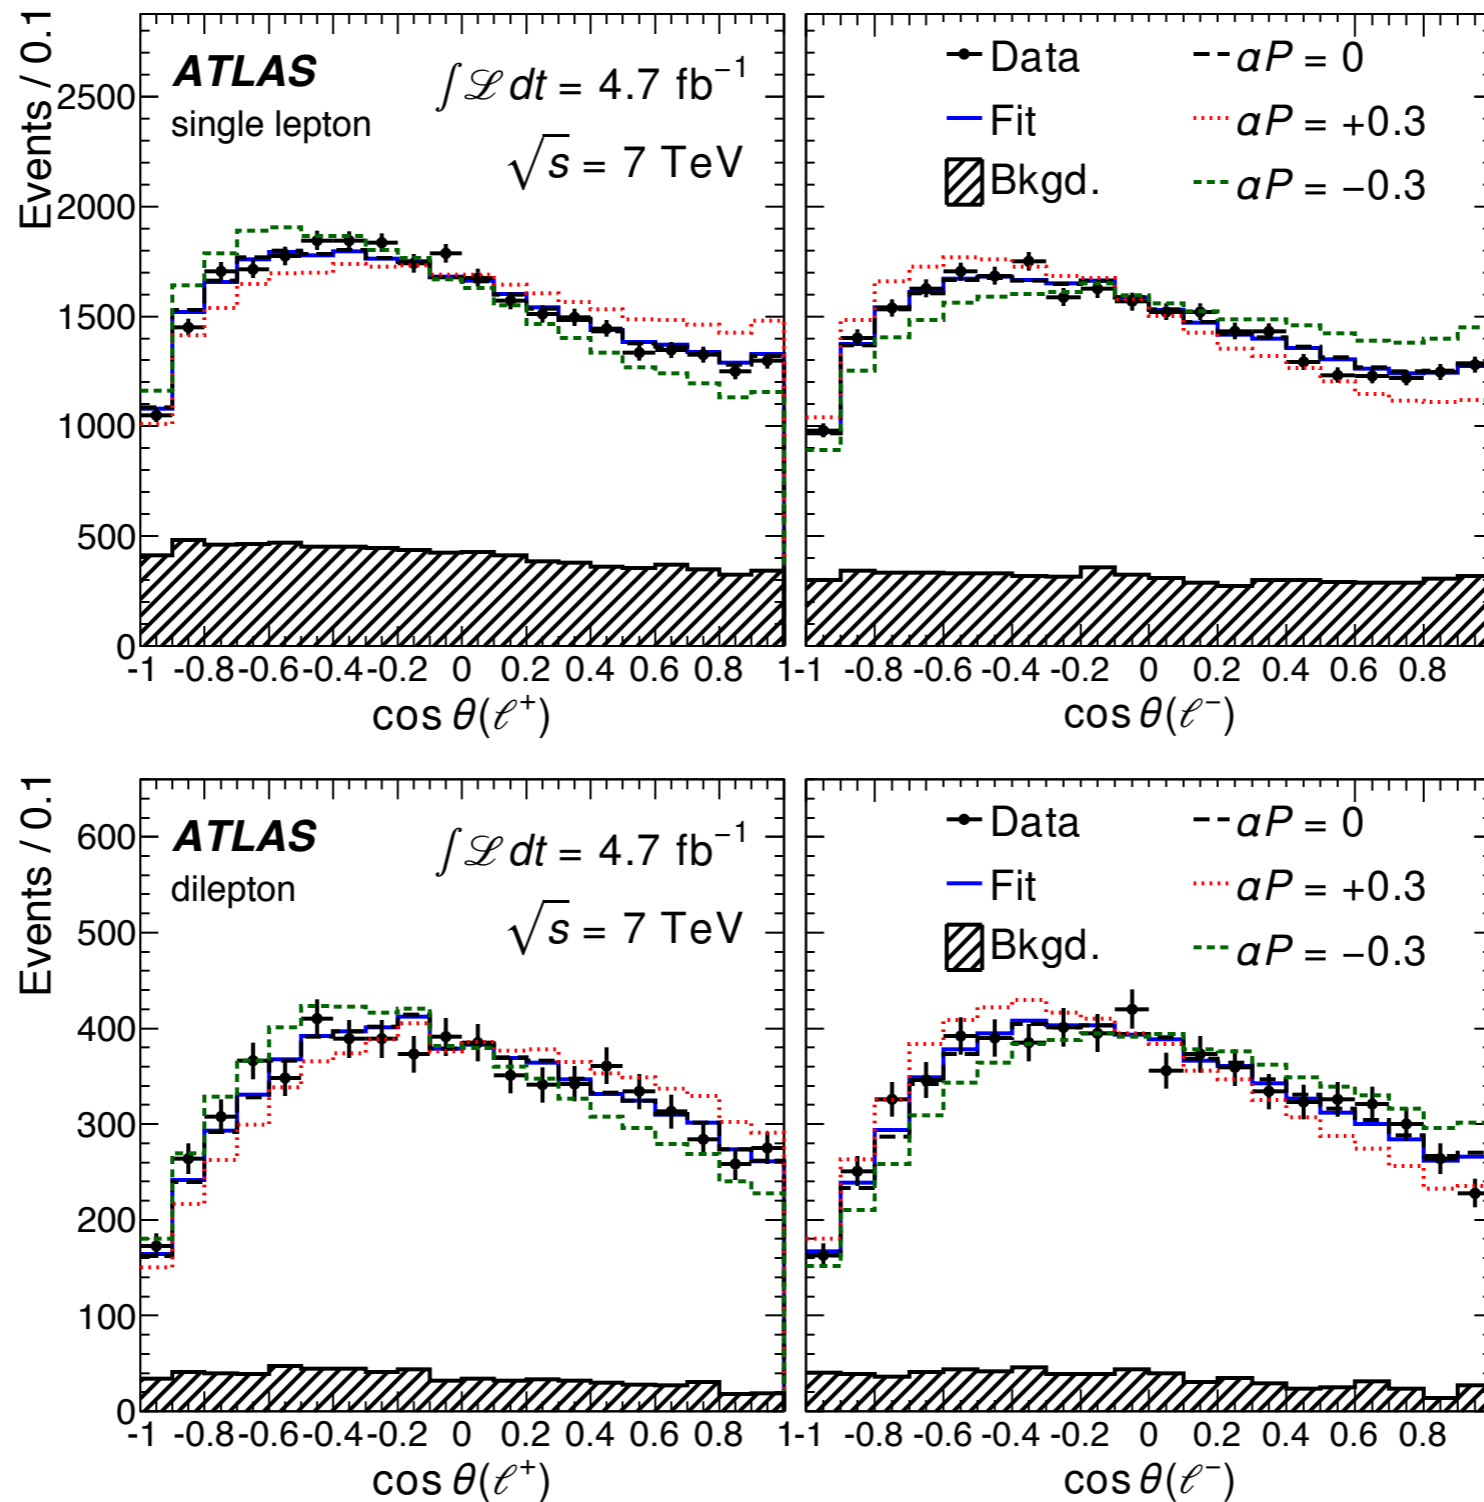 Events / 0.1
ATLAS
single lepton
∫ ℒ dt = 4.7 fb⁻¹
√s = 7 TeV
2500
2000
1500
1000
500
0
-1 -0.8 -0.6 -0.4 -0.2 0 0.2 0.4 0.6 0.8 1
cos θ(ℓ⁺)
Data
Fit
Bkgd.
αP = 0
αP = +0.3
αP = −0.3
-1 -0.8 -0.6 -0.4 -0.2 0 0.2 0.4 0.6 0.8
cos θ(ℓ⁻)
Events / 0.1
ATLAS
dilepton
∫ ℒ dt = 4.7 fb⁻¹
√s = 7 TeV
600
500
400
300
200
100
0
-1 -0.8 -0.6 -0.4 -0.2 0 0.2 0.4 0.6 0.8 1
cos θ(ℓ⁺)
Data
Fit
Bkgd.
αP = 0
αP = +0.3
αP = −0.3
-1 -0.8 -0.6 -0.4 -0.2 0 0.2 0.4 0.6 0.8
cos θ(ℓ⁻)